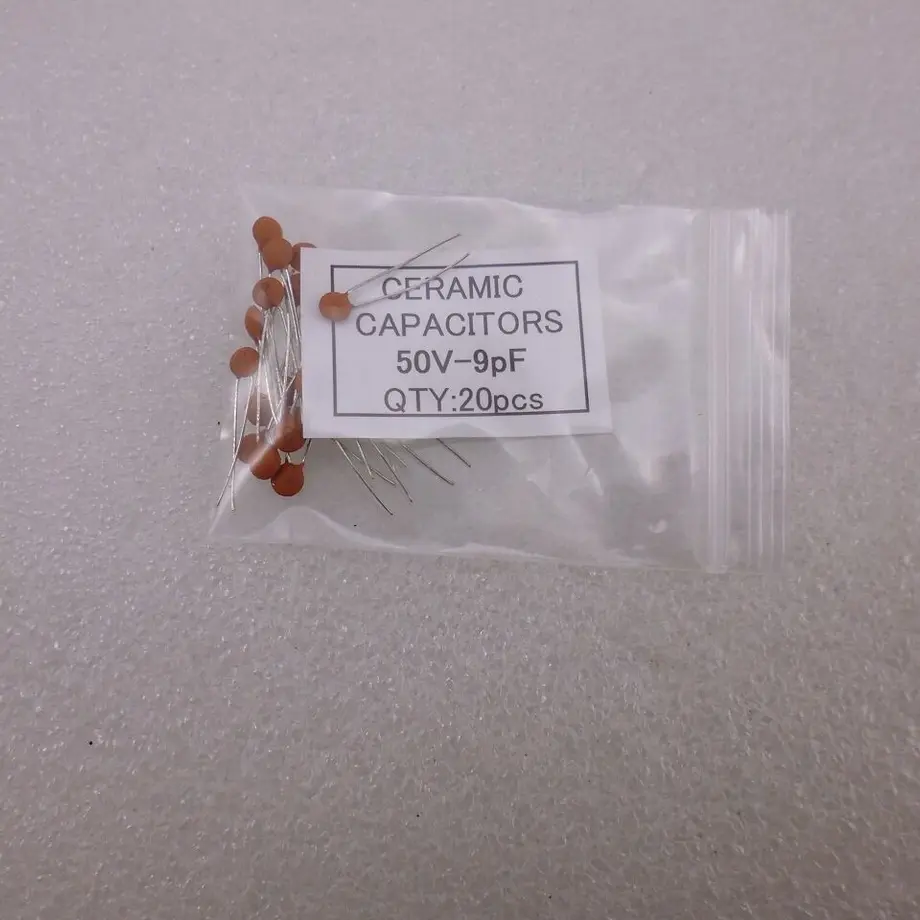 CERAMIC
CAPACITORS
50V-9pF
QTY:20pcs